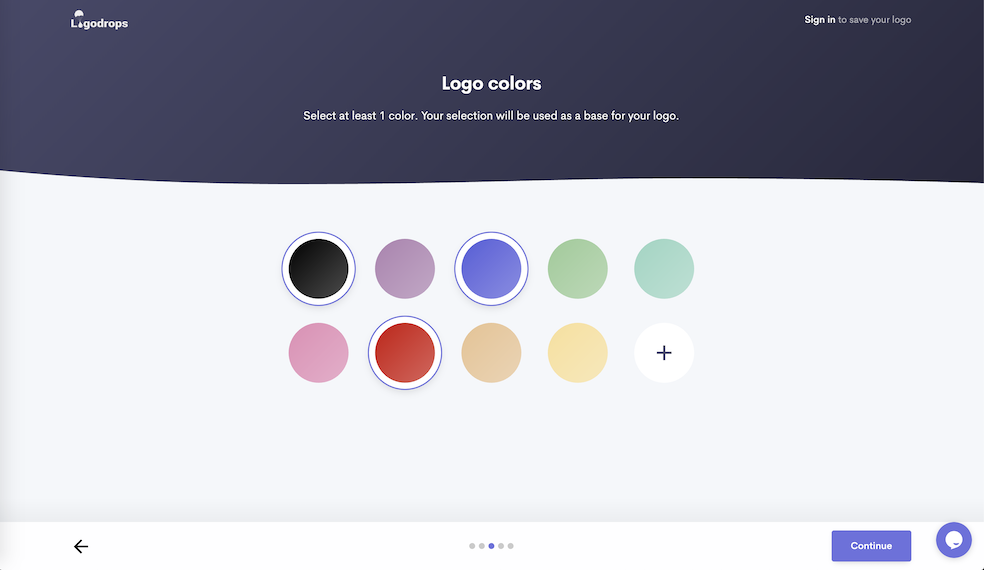 Logodrops
Sign in to save your logo
Logo colors
Select at least 1 color. Your selection will be used as a base for your logo.
Continue